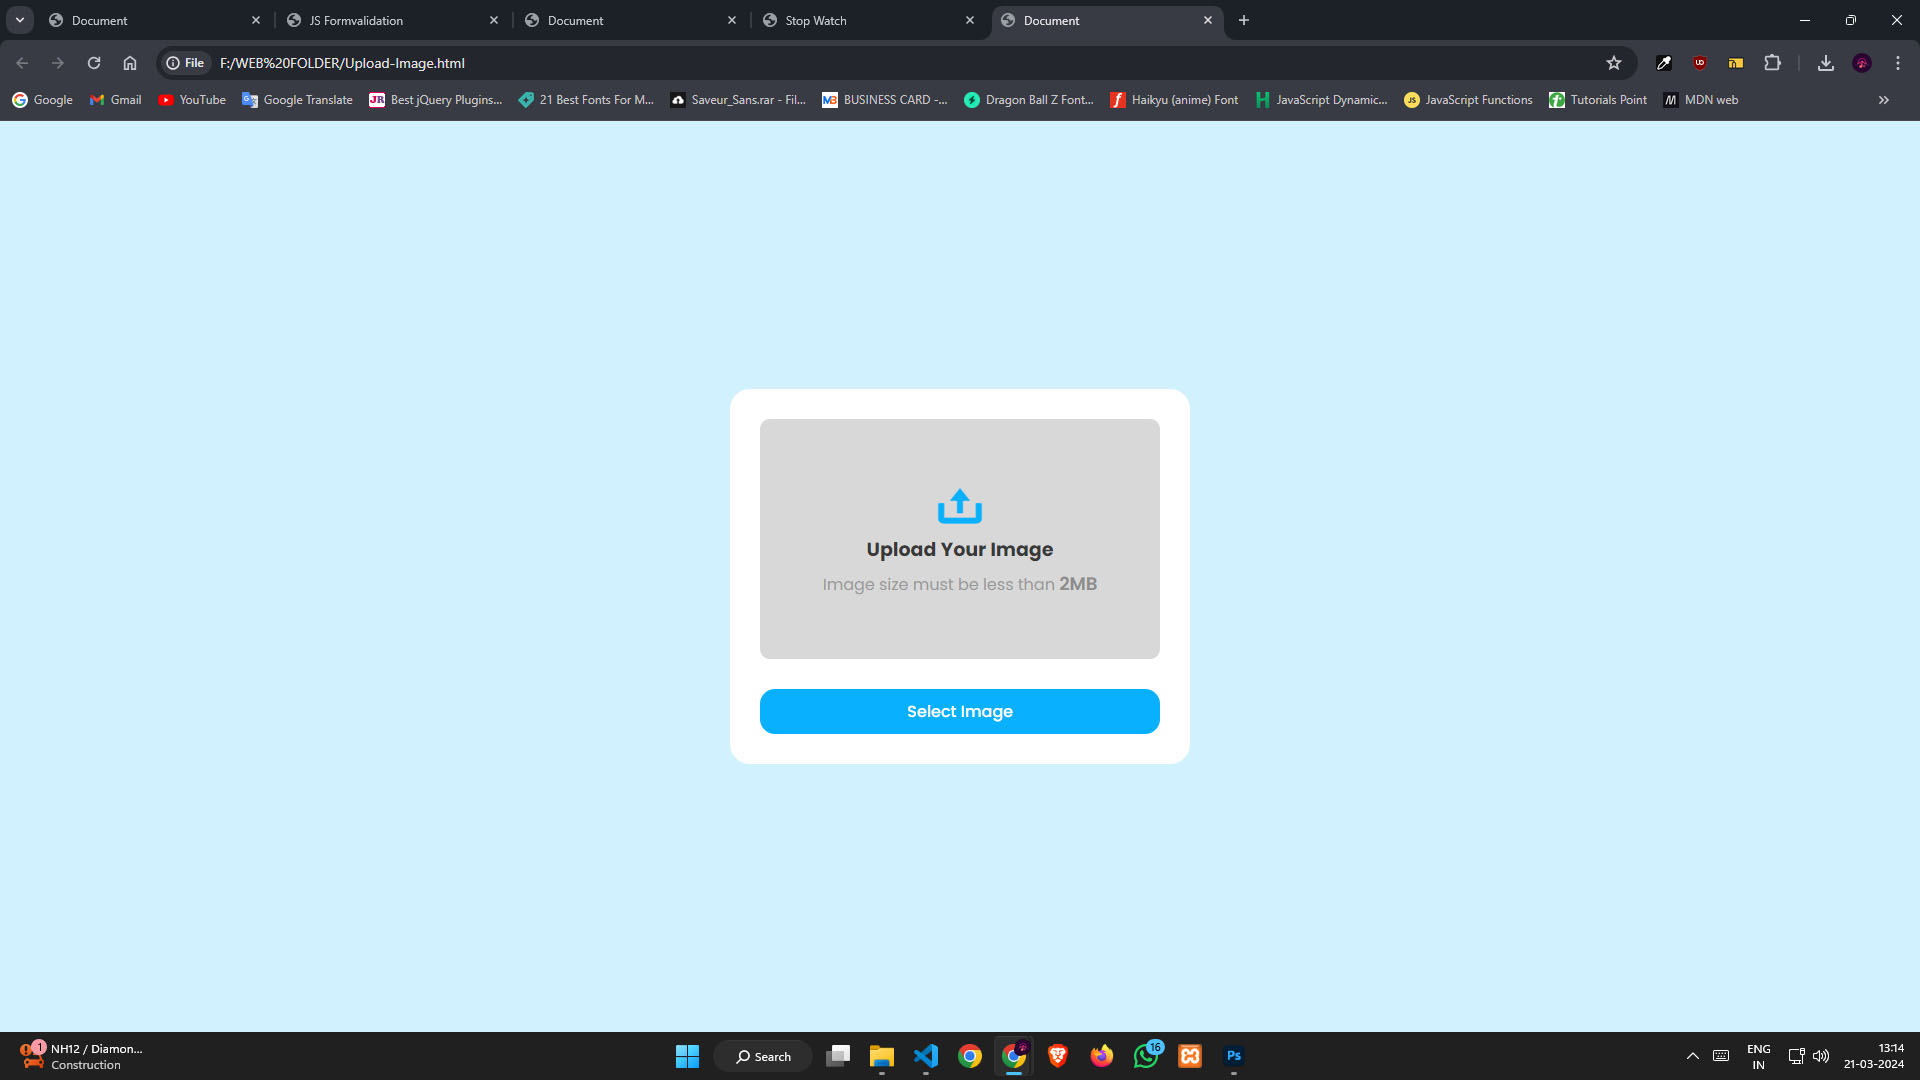 Document
JS Formvalidation
Document
Stop Watch
Document
File
F:/WEB%20FOLDER/Upload-Image.html
Google
Gmail
YouTube
Google Translate
Best jQuery Plugins...
21 Best Fonts For M...
Saveur_Sans.rar - Fil...
BUSINESS CARD -...
Dragon Ball Z Font...
Haikyu (anime) Font
JavaScript Dynamic...
JavaScript Functions
Tutorials Point
MDN web
Upload Your Image
Image size must be less than 2MB
Select Image
1
NH12 / Diamon...
Construction
Search
16
Ps
ENG
IN
13:14
21-03-2024